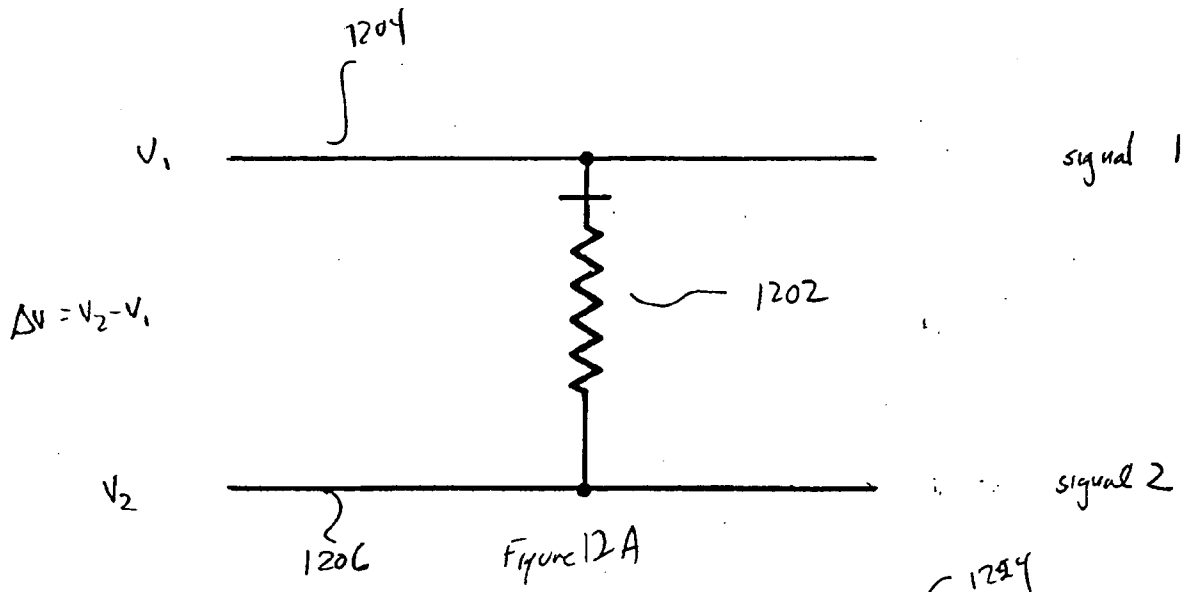 1204
V₁
signal 1
1202
ΔV = V₂-V₁
V₂
signal 2
1206
Figure 12A